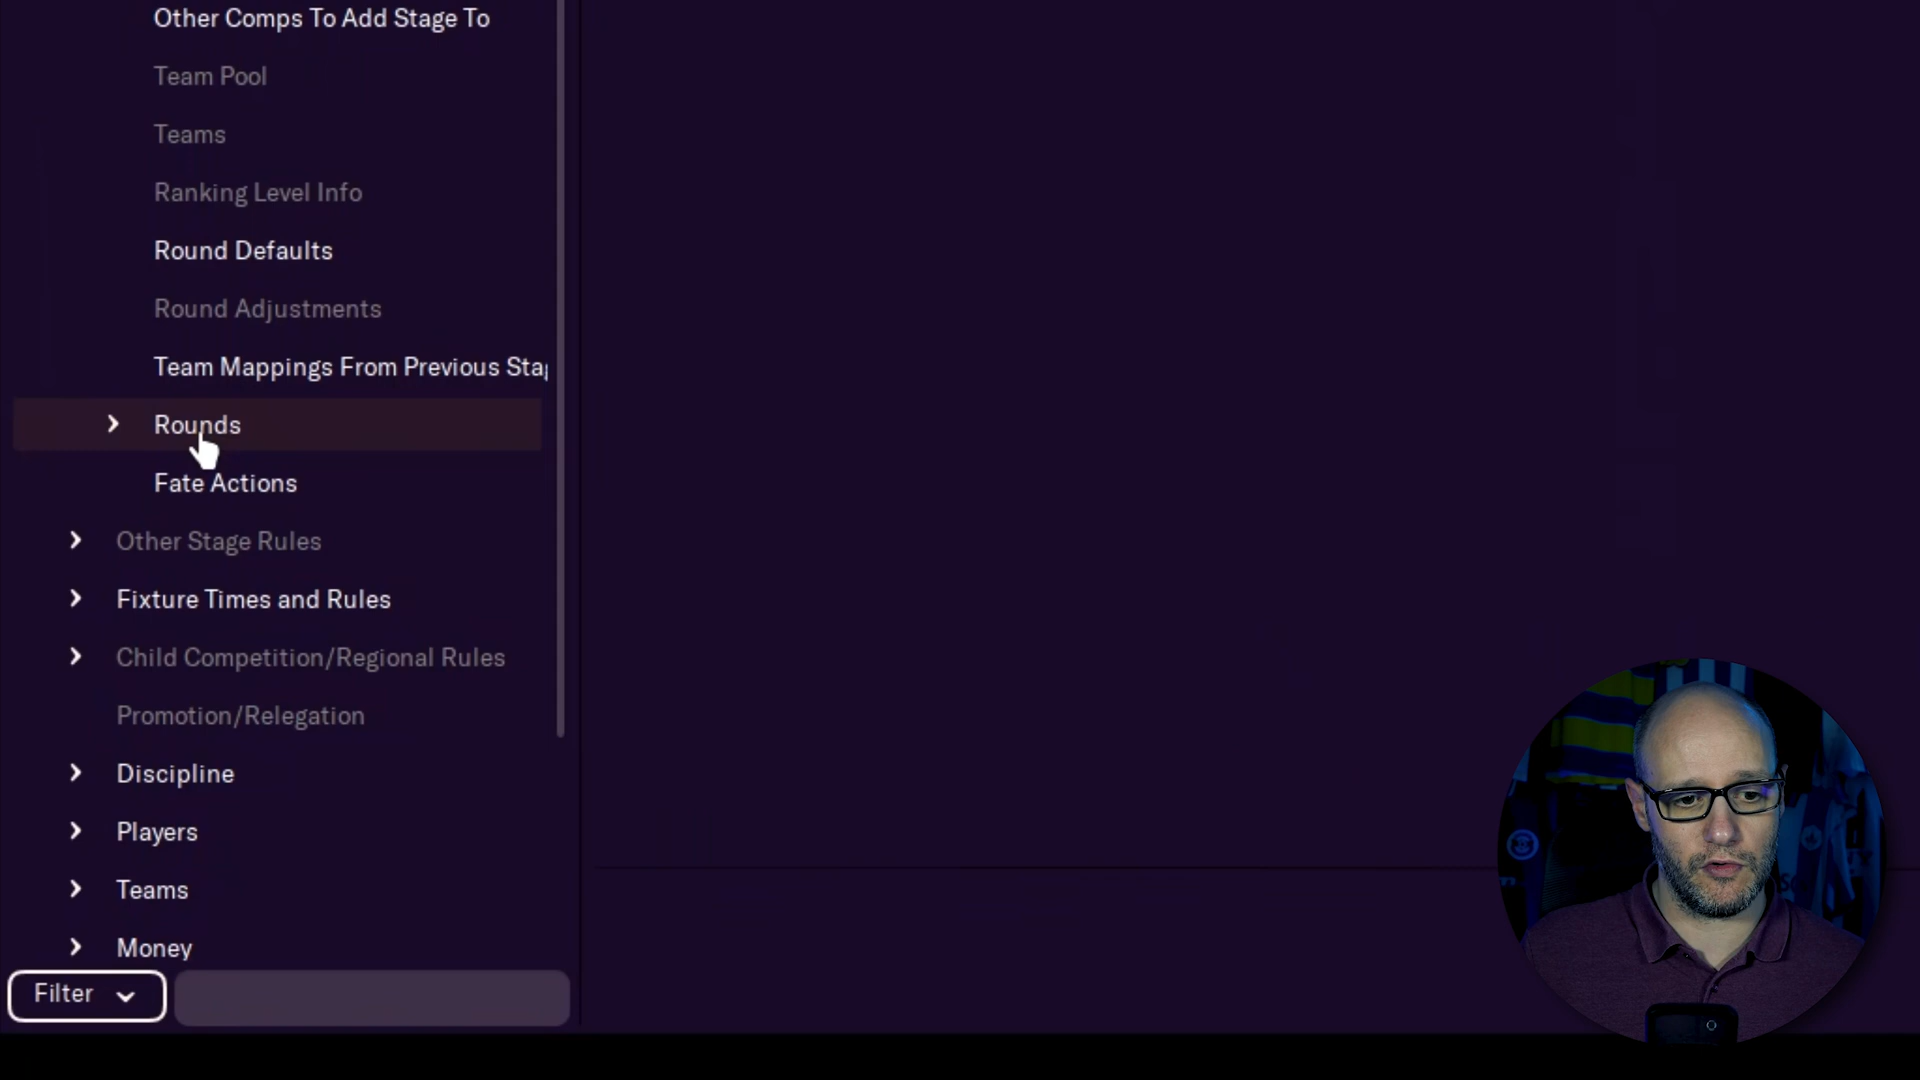 Other Comps To Add Stage To
Team Pool
Teams
Ranking Level Info
Round Defaults
Round Adjustments
Team Mappings From Previous Stag
Rounds
Fate Actions
Other Stage Rules
Fixture Times and Rules
Child Competition/Regional Rules
Promotion/Relegation
Discipline
Players
Teams
Money
Filter